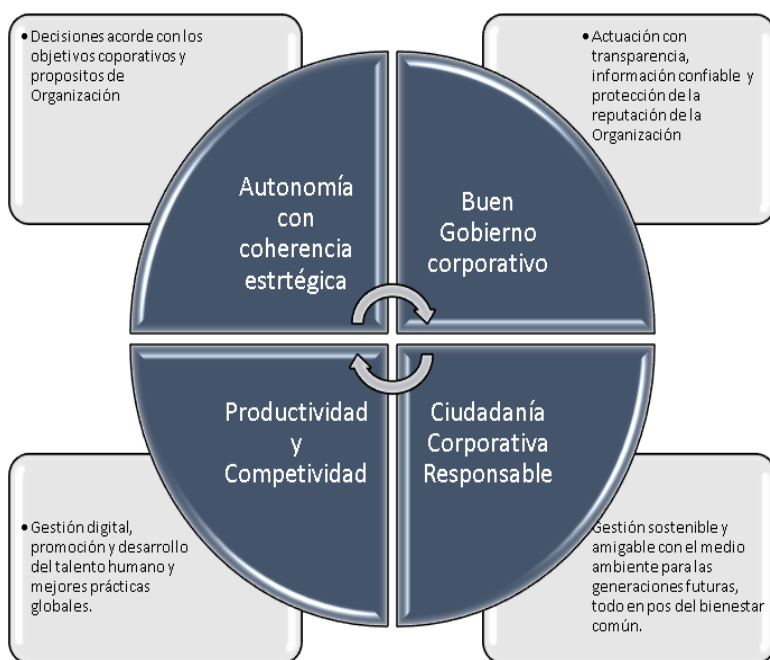 • Decisiones acorde con los
objetivos coporativos y
propositos de
Organización
• Actuación con
transparencia,
información confiable y
protección de la
reputación de la
Organización
Autonomía
con
coherencia
estrtégica
Buen
Gobierno
corporativo
Productividad
y
Competividad
Ciudadanía
Corporativa
Responsable
• Gestión digital,
promoción y desarrollo
del talento humano y
mejores prácticas
globales.
Gestión sostenible y
amigable con el medio
ambiente para las
generaciones futuras,
todo en pos del bienestar
común.